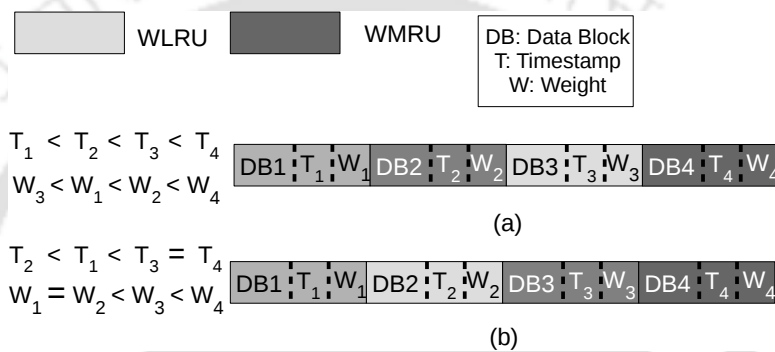 WLRU WMRU DB: Data Block
T: Timestamp
W: Weight
T1 < T2 < T3 < T4
W3 < W1 < W2 < W4
DB1 T1 W1 DB2 T2 W2 DB3 T3 W3 DB4 T4 W4
(a)
T2 < T1 < T3 = T4
W1 = W2 < W3 < W4
DB1 T1 W1 DB2 T2 W2 DB3 T3 W3 DB4 T4 W4
(b)